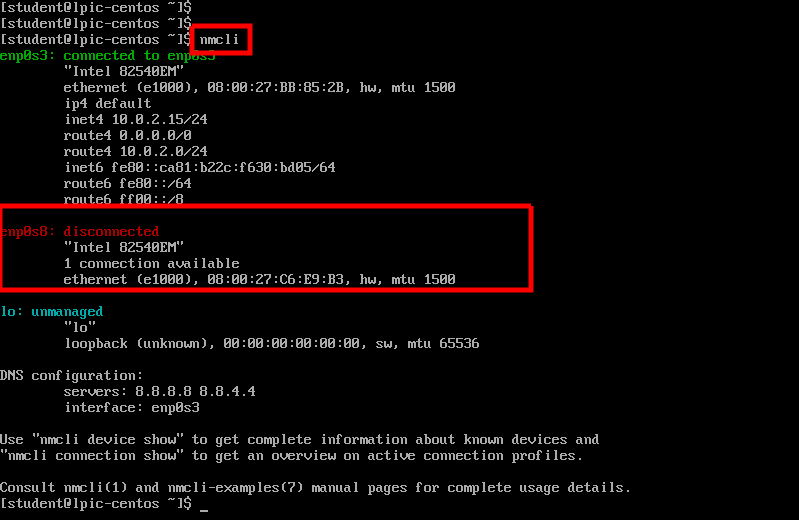 [student@lpic-centos ~]$
[student@lpic-centos ~]$
[student@lpic-centos ~]$ nmcli
enp0s3: connected to enp0s3
"Intel 82540EM"
ethernet (e1000), 08:00:27:BB:85:2B, hw, mtu 1500
ip4 default
inet4 10.0.2.15/24
route4 0.0.0.0/0
route4 10.0.2.0/24
inet6 fe80::ca81:b22c:f630:bd05/64
route6 fe80::/64
route6 ff00::/8
enp0s8: disconnected
"Intel 82540EM"
1 connection available
ethernet (e1000), 08:00:27:C6:E9:B3, hw, mtu 1500
lo: unmanaged
"lo"
loopback (unknown), 00:00:00:00:00:00, sw, mtu 65536
DNS configuration:
servers: 8.8.8.8 8.8.4.4
interface: enp0s3
Use "nmcli device show" to get complete information about known devices and
"nmcli connection show" to get an overview on active connection profiles.
Consult nmcli(1) and nmcli-examples(7) manual pages for complete usage details.
[student@lpic-centos ~]$ _